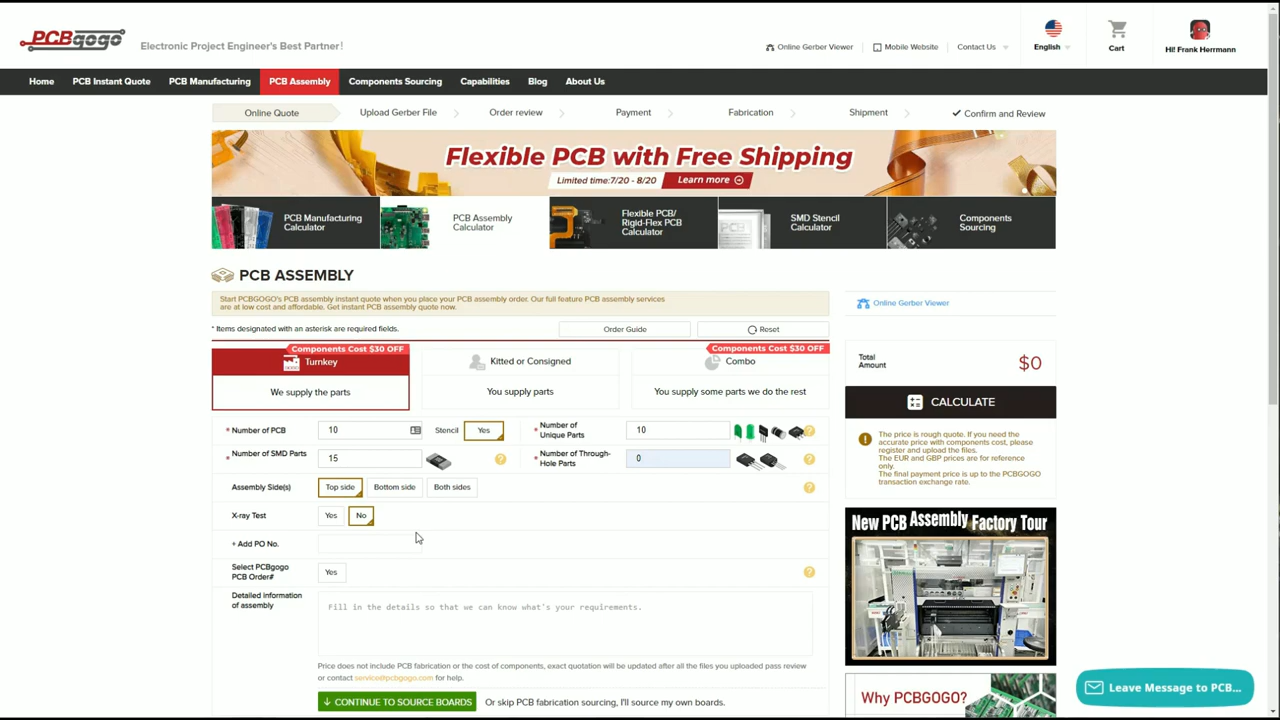 PCBgogo
Electronic Project Engineer's Best Partner!
Online Gerber Viewer
Mobile Website
Contact Us
English
Cart
Hi! Frank Herrmann
Home
PCB Instant Quote
PCB Manufacturing
PCB Assembly
Components Sourcing
Capabilities
Blog
About Us
Online Quote
Upload Gerber File
Order review
Payment
Fabrication
Shipment
Confirm and Review
Flexible PCB with Free Shipping
Limited time:7/20 - 8/20
Learn more
PCB Manufacturing
Calculator
PCB Assembly
Calculator
Flexible PCB/
Rigid-Flex PCB
Calculator
SMD Stencil
Calculator
Components
Sourcing
PCB ASSEMBLY
Start PCBGOGO's PCB assembly instant quote when you place your PCB assembly order. Our full feature PCB assembly services
are at low cost and affordable. Get instant PCB assembly quote now.
Online Gerber Viewer
* Items designated with an asterisk are required fields.
Order Guide
Reset
Components Cost $30 OFF
Turnkey
We supply the parts
Kitted or Consigned
You supply parts
Components Cost $30 OFF
Combo
You supply some parts we do the rest
Total
Amount
$0
CALCULATE
The price is rough quote. If you need the
accurate price with components cost, please
register and upload the files.
The EUR and GBP prices are for reference
only.
The final payment price is up to the PCBGOGO
transaction exchange rate.
* Number of PCB
10
Stencil
Yes
* Number of
Unique Parts
10
* Number of SMD Parts
15
* Number of Through-
Hole Parts
0
Assembly Side(s)
Top side
Bottom side
Both sides
X-ray Test
Yes
No
+ Add PO No.
Select PCBgogo
PCB Order#
Yes
Detailed information
of assembly
Fill in the details so that we can know what's your requirements.
Price does not include PCB fabrication or the cost of components, exact quotation will be updated after all the files you uploaded pass review
or contact service@pcbgogo.com for help.
CONTINUE TO SOURCE BOARDS
Or skip PCB fabrication sourcing, I'll source my own boards.
New PCB Assembly Factory Tour
Why PCBGOGO?
Leave Message to PCB...